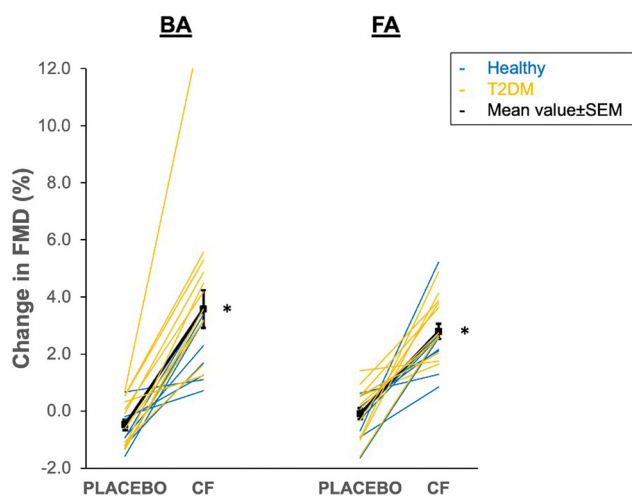 BA
FA
- Healthy
- T2DM
- Mean value±SEM
12.0
10.0
8.0
6.0
4.0
2.0
0.0
-2.0
Change in FMD (%)
*
*
PLACEBO CF PLACEBO CF